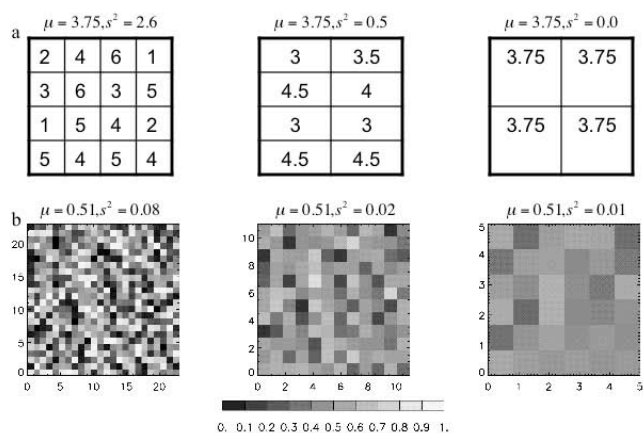 a
μ = 3.75, s² = 2.6
μ = 3.75, s² = 0.5
μ = 3.75, s² = 0.0
2 4 6 1
3 6 3 5
1 5 4 2
5 4 5 4
3 3.5
4.5 4
3 3
4.5 4.5
3.75 3.75
3.75 3.75
b
μ = 0.51, s² = 0.08
μ = 0.51, s² = 0.02
μ = 0.51, s² = 0.01
20
15
10
5
0
0 5 10 15 20
10
8
6
4
2
0
0 2 4 6 8 10
5
4
3
2
1
0
0 1 2 3 4 5
0. 0.1 0.2 0.3 0.4 0.5 0.6 0.7 0.8 0.9 1.